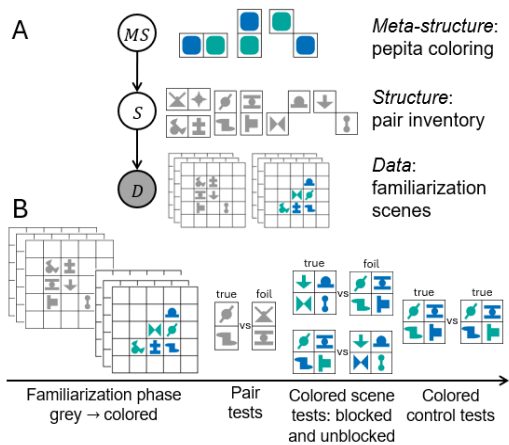 A
MS
Meta-structure:
pepita coloring
S
Structure:
pair inventory
D
Data:
familiarization
scenes
B
true
foil
vs
true
foil
vs
vs
true
true
vs
Familiarization phase
grey → colored
Pair
tests
Colored scene
tests: blocked
and unblocked
Colored
control tests